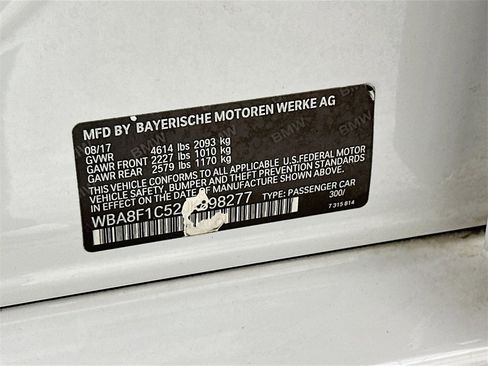 MFD BY BAYERISCHE MOTOREN WERKE AG
08/17 4614 lbs 2093 kg
GVWR
GAWR FRONT 2227 lbs 1010 kg
GAWR REAR 2579 lbs 1170 kg
THIS VEHICLE CONFORMS TO ALL APPLICABLE U.S. FEDERAL MOTOR
VEHICLE SAFETY, BUMPER AND THEFT PREVENTION STANDARDS
IN EFFECT ON THE DATE OF MANUFACTURE SHOWN ABOVE.
TYPE: PASSENGER CAR
300/
7 315 614